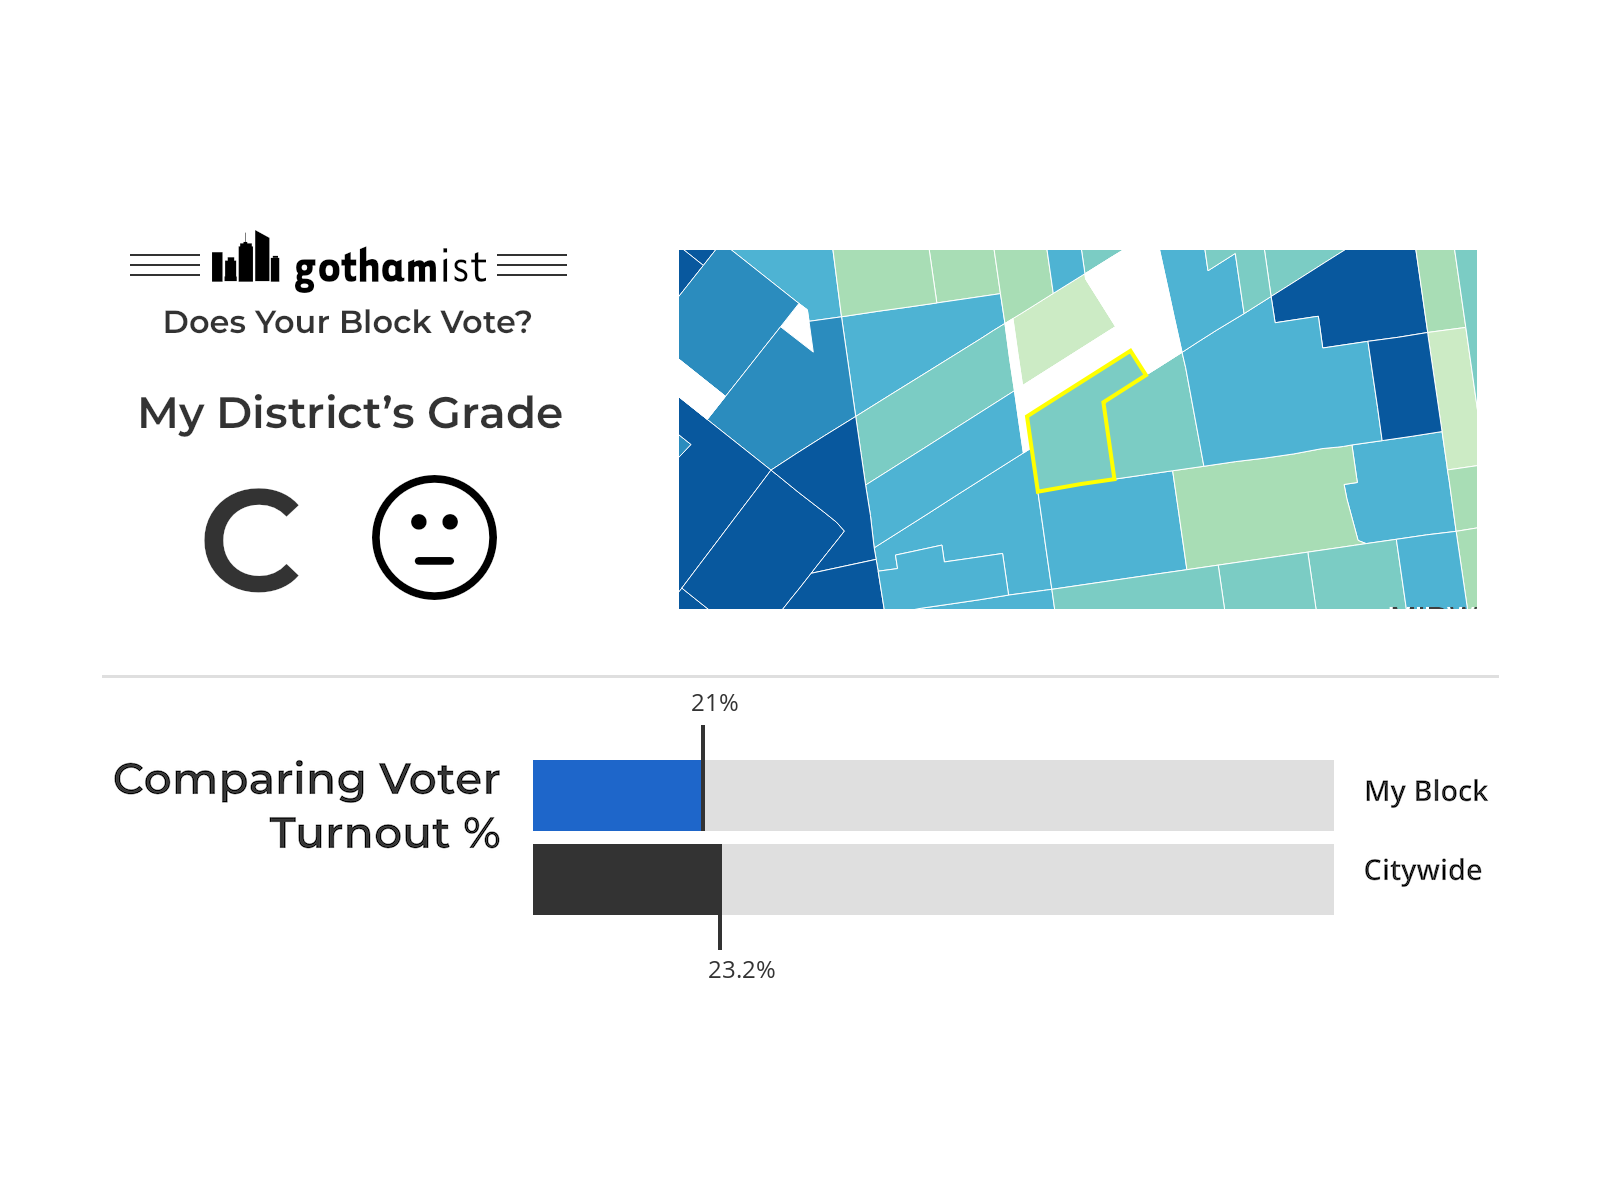 gothamist
Does Your Block Vote?
My District’s Grade
C
21%
Comparing Voter
Turnout %
My Block
Citywide
23.2%